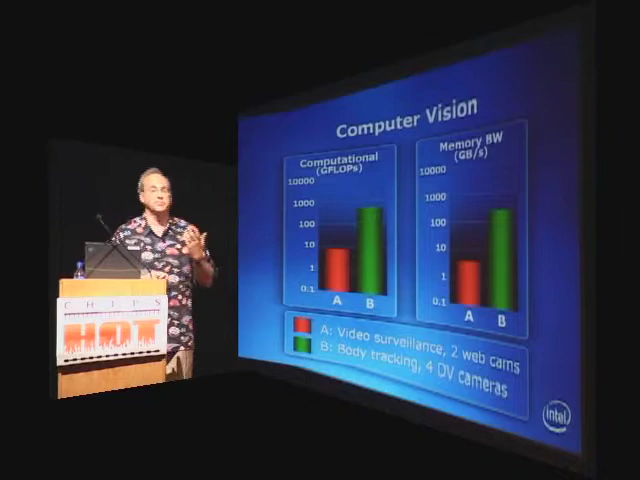 Computer Vision
Computational
(GFLOPs)
10000
1000
100
10
1
0.1
A
B
Memory BW
(GB/s)
10000
1000
100
10
1
0.1
A
B
A: Video surveillance, 2 web cams
B: Body tracking, 4 DV cameras
intel
CHIPS
HOT